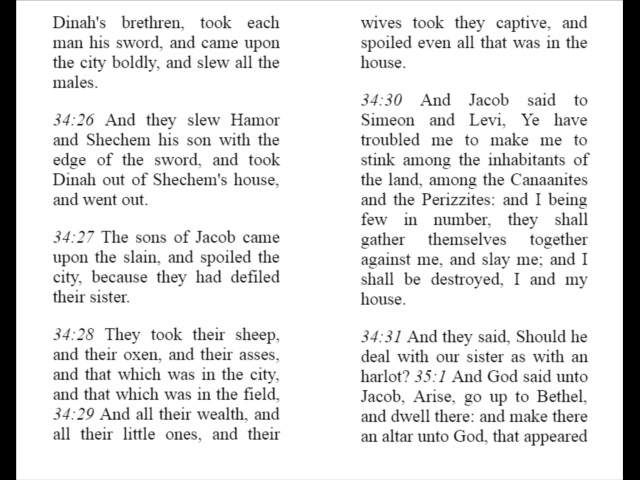 Dinah's brethren, took each
man his sword, and came upon
the city boldly, and slew all the
males.
34:26 And they slew Hamor
and Shechem his son with the
edge of the sword, and took
Dinah out of Shechem's house,
and went out.
34:27 The sons of Jacob came
upon the slain, and spoiled the
city, because they had defiled
their sister.
34:28 They took their sheep,
and their oxen, and their asses,
and that which was in the city,
and that which was in the field,
34:29 And all their wealth, and
all their little ones, and their
wives took they captive, and
spoiled even all that was in the
house.
34:30 And Jacob said to
Simeon and Levi, Ye have
troubled me to make me to
stink among the inhabitants of
the land, among the Canaanites
and the Perizzites: and I being
few in number, they shall
gather themselves together
against me, and slay me; and I
shall be destroyed, I and my
house.
34:31 And they said, Should he
deal with our sister as with an
harlot? 35:1 And God said unto
Jacob, Arise, go up to Bethel,
and dwell there: and make there
an altar unto God, that appeared